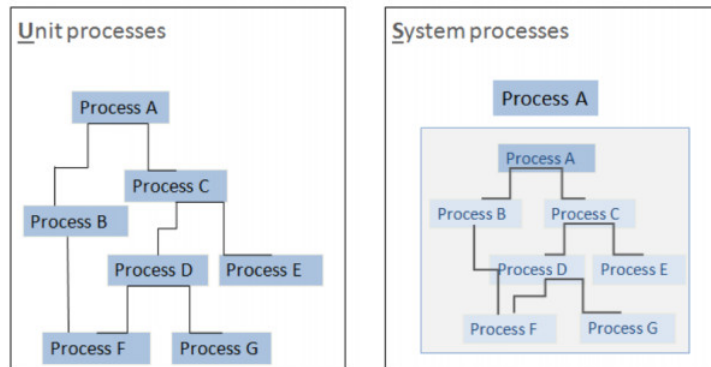 Unit processes
Process A
Process C
Process B
Process D
Process E
Process F
Process G
System processes
Process A
Process A
Process B
Process C
Process D
Process E
Process F
Process G